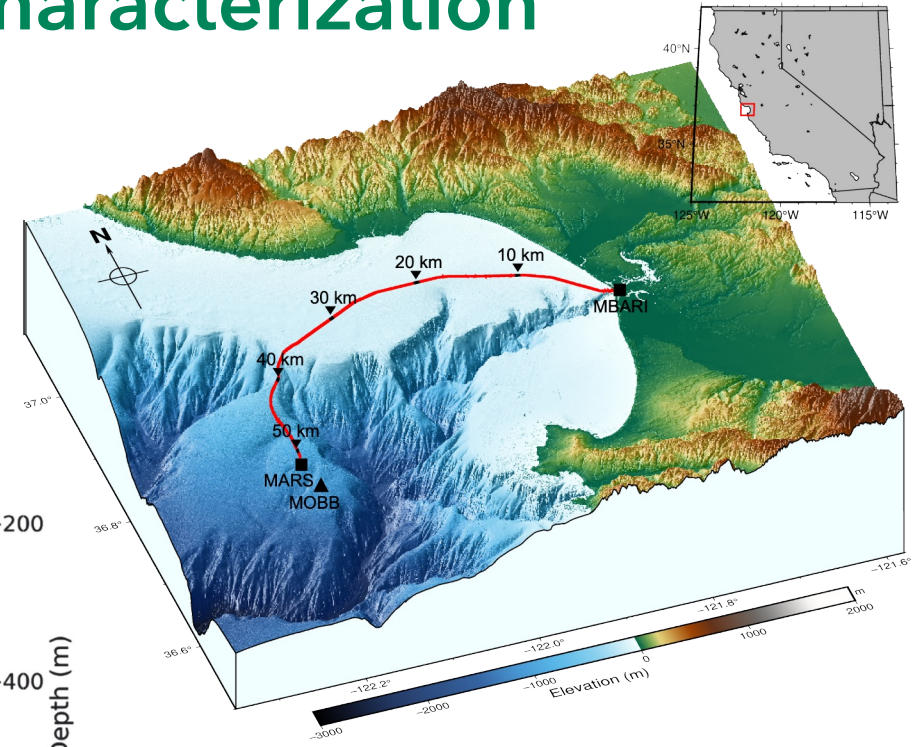 haracterization
40°N
35°N
125°W
120°W
115°W
N
10 km
20 km
30 km
40 km
50 km
MBARI
MARS
MOBB
37.0°
36.8°
36.6°
-200
-400
Depth (m)
−122.2°
−122.0°
−121.8°
−121.6°
m
−3000
−2000
−1000
0
1000
2000
Elevation (m)